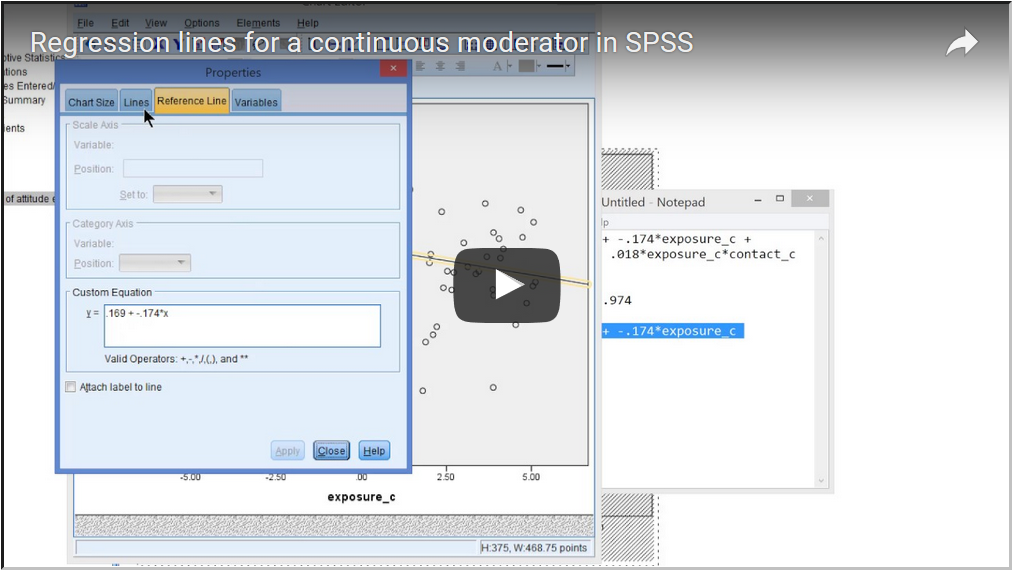 File Edit View Options Elements Help
Regression lines for a continuous moderator in SPSS
ptive Statistics
ations
es Entered/
Summary
ients
of attitude
Properties
Chart Size Lines Reference Line Variables
Scale Axis
Variable:
Position:
Set to:
Category Axis
Variable:
Position:
Custom Equation
y = .169 + -.174*x
Valid Operators: +,-,*,/,(,), and **
Attach label to line
Apply Close Help
-5.00 -2.50 .00 2.50 5.00
exposure_c
H:375, W:468.75 points
Untitled - Notepad
lp
+ -.174*exposure_c +
.018*exposure_c*contact_c
.974
+ -.174*exposure_c